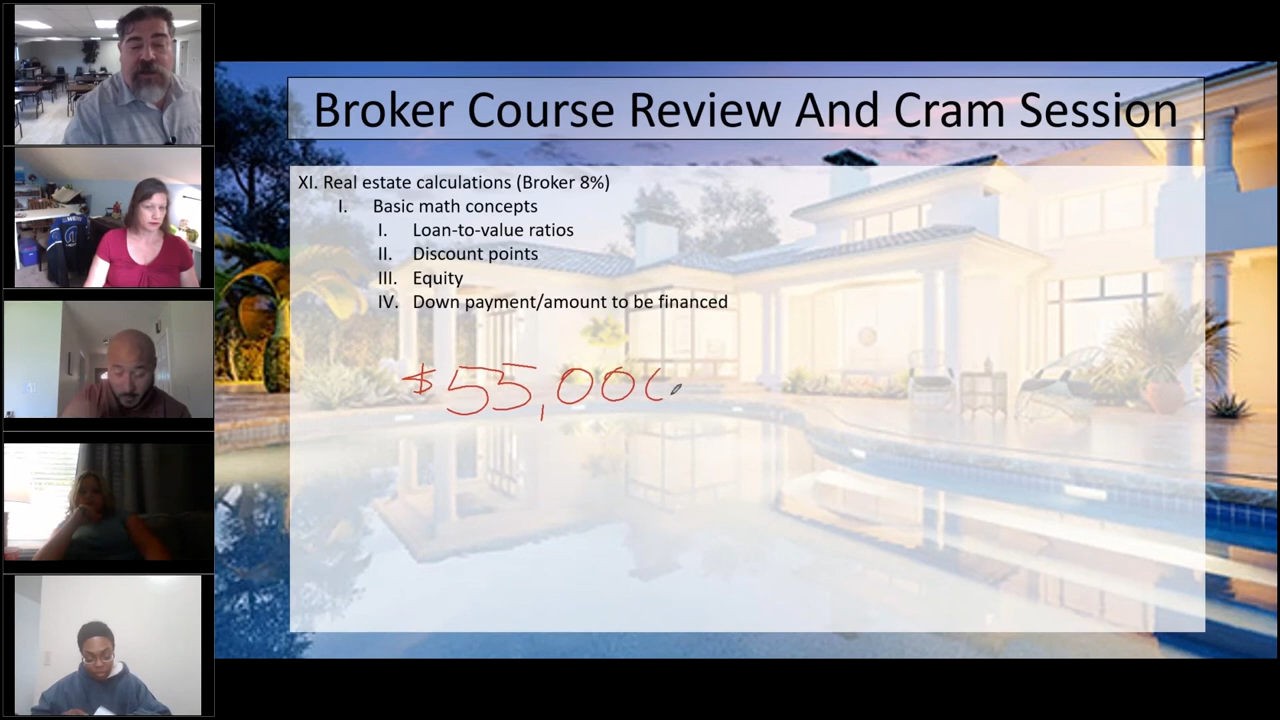 Broker Course Review And Cram Session
XI. Real estate calculations (Broker 8%)
I. Basic math concepts
I. Loan-to-value ratios
II. Discount points
III. Equity
IV. Down payment/amount to be financed
$55,000